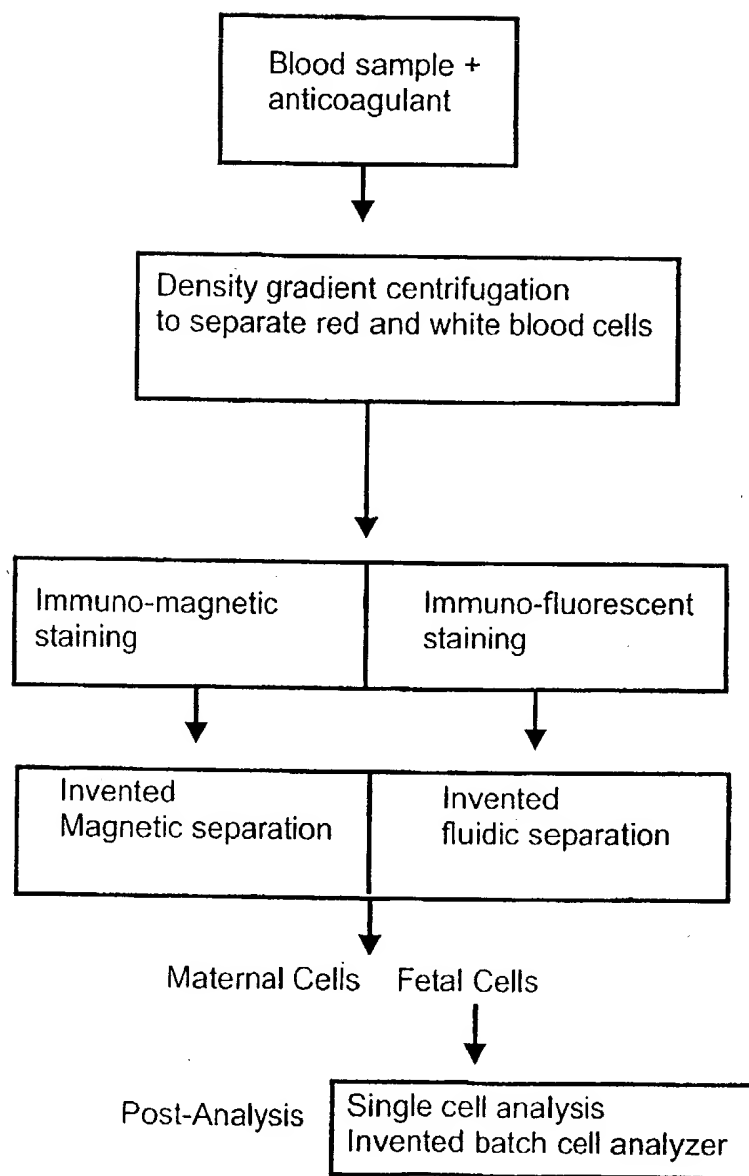 Blood sample +
anticoagulant
Density gradient centrifugation
to separate red and white blood cells
Immuno-magnetic
staining
Immuno-fluorescent
staining
Invented
Magnetic separation
Invented
fluidic separation
Maternal Cells Fetal Cells
Post-Analysis
Single cell analysis
Invented batch cell analyzer